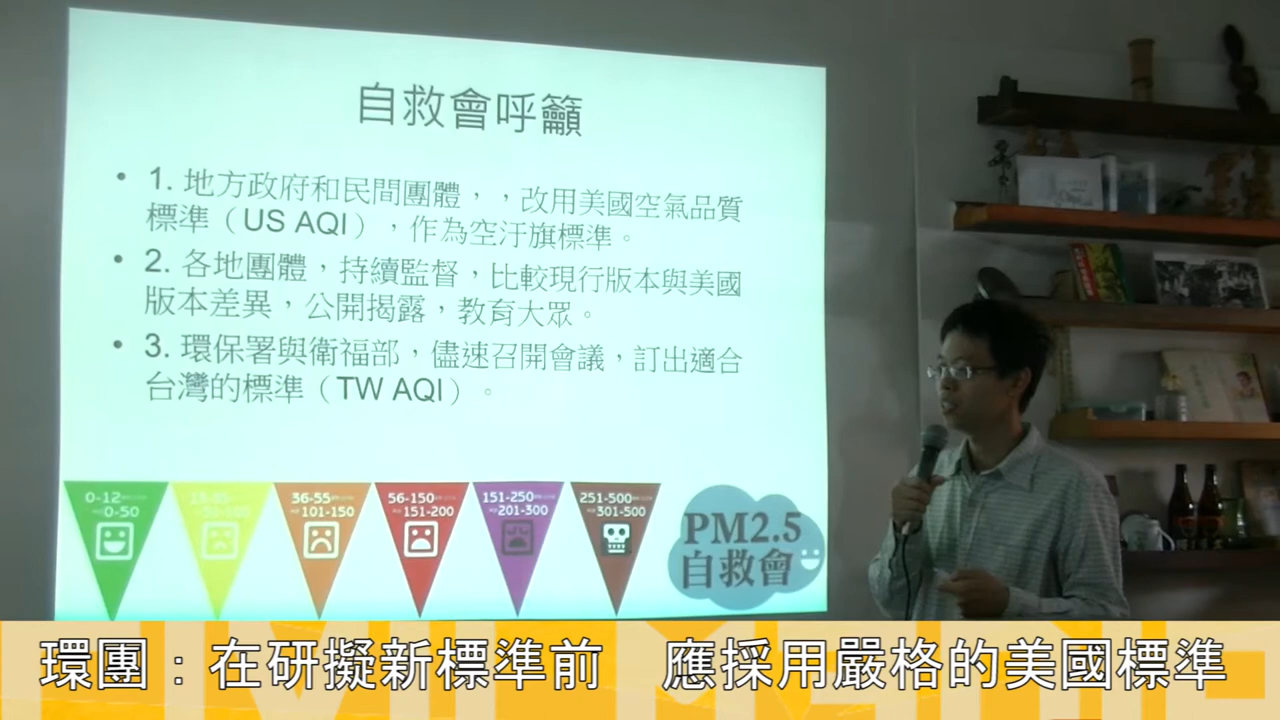 自救會呼籲
• 1. 地方政府和民間團體，，改用美國空氣品質
標準（US AQI），作為空汙旗標準。
• 2. 各地團體，持續監督，比較現行版本與美國
版本差異，公開揭露，教育大眾。
• 3. 環保署與衛福部，儘速召開會議，訂出適合
台灣的標準（TW AQI）。
0-12
0-50
36-55
101-150
56-150
151-200
151-250
201-300
251-500
301-500
PM2.5
自救會
環團：在研擬新標準前 應採用嚴格的美國標準